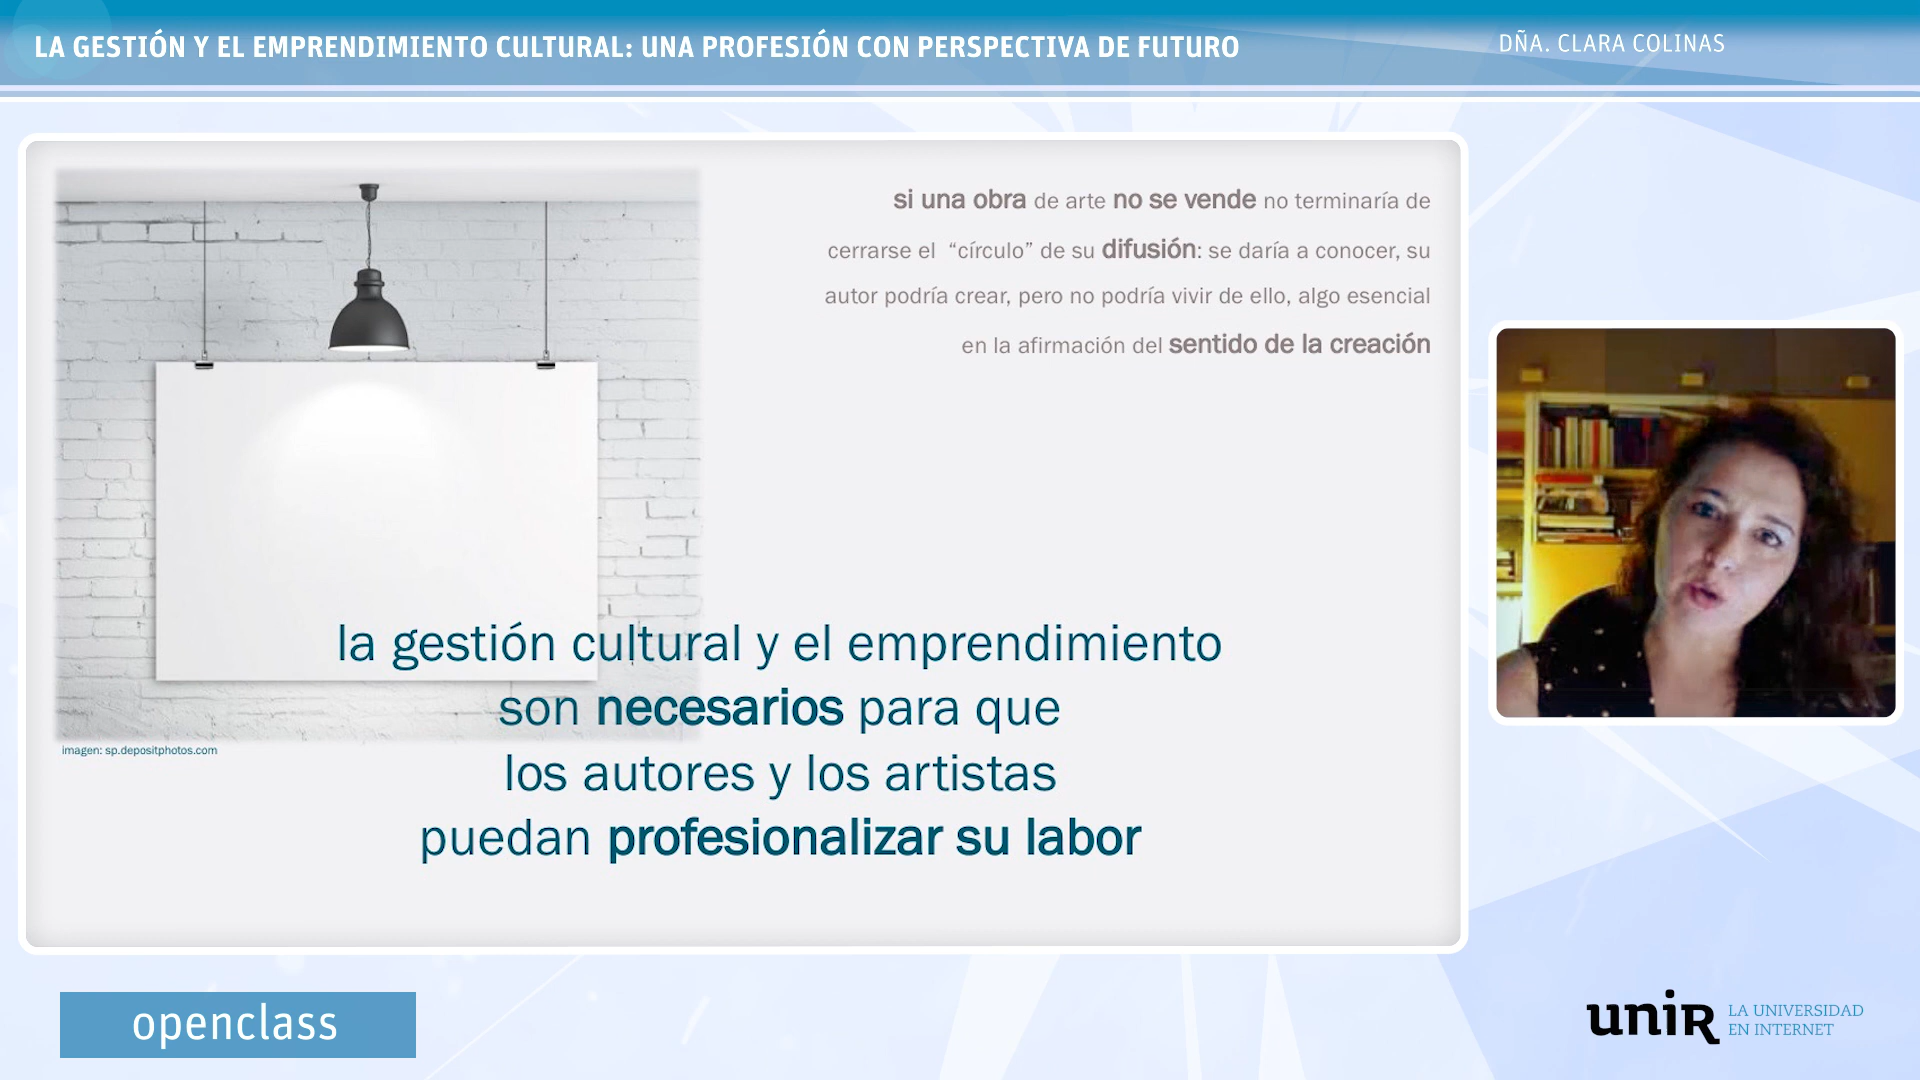 LA GESTIÓN Y EL EMPRENDIMIENTO CULTURAL: UNA PROFESIÓN CON PERSPECTIVA DE FUTURO
DÑA. CLARA COLINAS
si una obra de arte no se vende no terminaría de
cerrarse el “círculo” de su difusión: se daría a conocer, su
autor podría crear, pero no podría vivir de ello, algo esencial
en la afirmación del sentido de la creación
la gestión cultural y el emprendimiento
son necesarios para que
los autores y los artistas
puedan profesionalizar su labor
imagen: sp.depositphotos.com
openclass
unir
LA UNIVERSIDAD
EN INTERNET